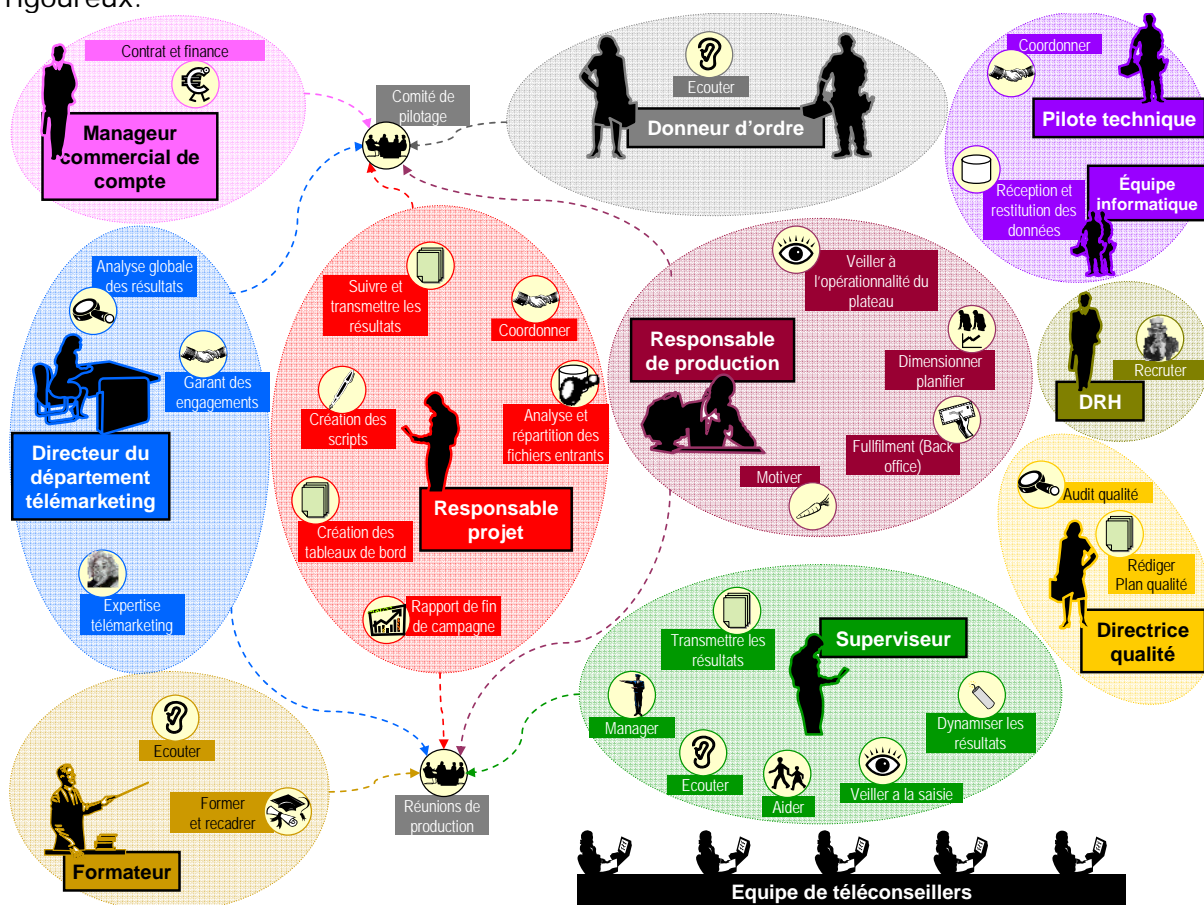 rigoureux.
Contrat et finance
Manageur
commercial de
compte
Comité de
pilotage
Ecouter
Donneur d'ordre
Coordonner
Pilote technique
Réception et
restitution des
données
Équipe
informatique
Analyse globale
des résultats
Garant des
engagements
Directeur du
département
télémarketing
Expertise
télémarketing
Suivre et
transmettre les
résultats
Coordonner
Création des
scripts
Analyse et
répartition des
fichiers entrants
Création des
tableaux de bord
Responsable
projet
Rapport de fin
de campagne
Veiller à
l'opérationnalité du
plateau
Responsable
de production
Dimensionner
planifier
Fullfilment (Back
office)
Motiver
Recruter
DRH
Audit qualité
Rédiger
Plan qualité
Directrice
qualité
Transmettre les
résultats
Superviseur
Manager
Dynamiser les
résultats
Ecouter
Aider
Veiller a la saisie
Ecouter
Former
et recadrer
Formateur
Réunions de
production
Equipe de téléconseillers